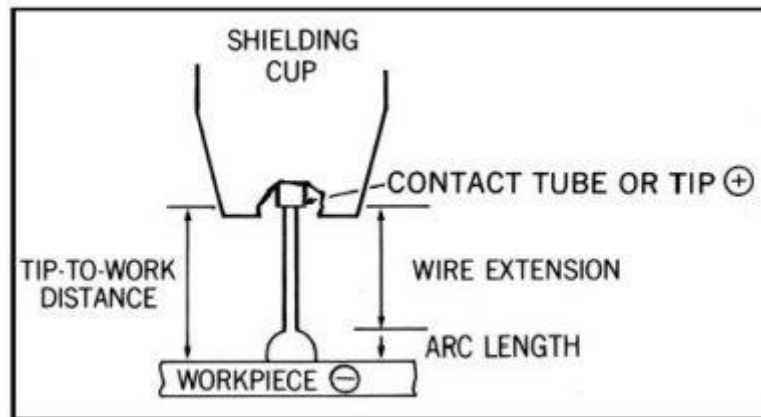 SHIELDING
CUP
CONTACT TUBE OR TIP ⊕
TIP-TO-WORK
DISTANCE
WIRE EXTENSION
ARC LENGTH
WORKPIECE ⊖